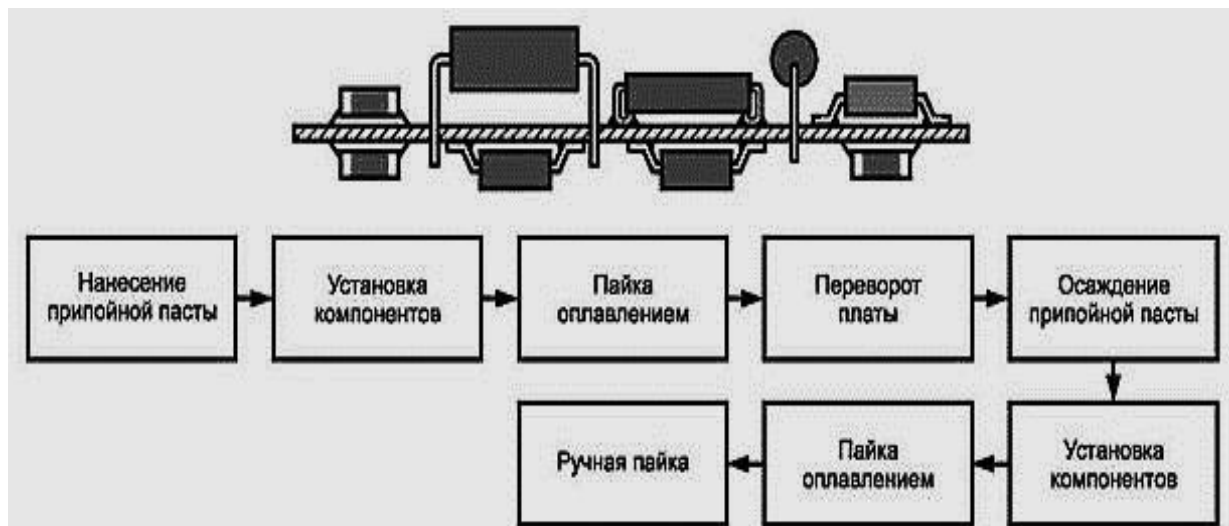 Нанесение
припойной пасты
Установка
компонентов
Пайка
оплавлением
Переворот
платы
Осаждение
припойной пасты
Установка
компонентов
Пайка
оплавлением
Ручная пайка